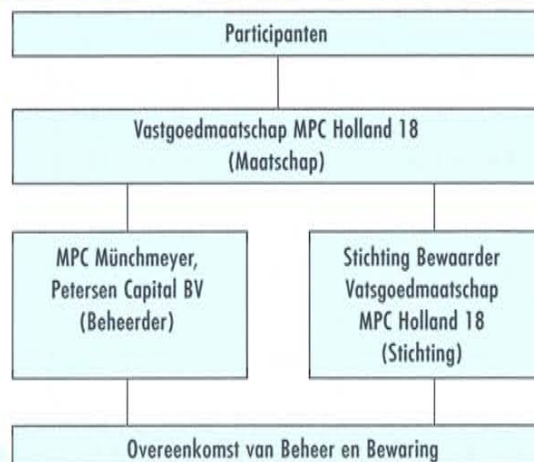 Participanten
Vastgoedmaatschap MPC Holland 18
(Maatschap)
MPC Münchmeyer,
Petersen Capital BV
(Beheerder)
Stichting Bewaarder
Vatsgoedmaatschap
MPC Holland 18
(Stichting)
Overeenkomst van Beheer en Bewaring